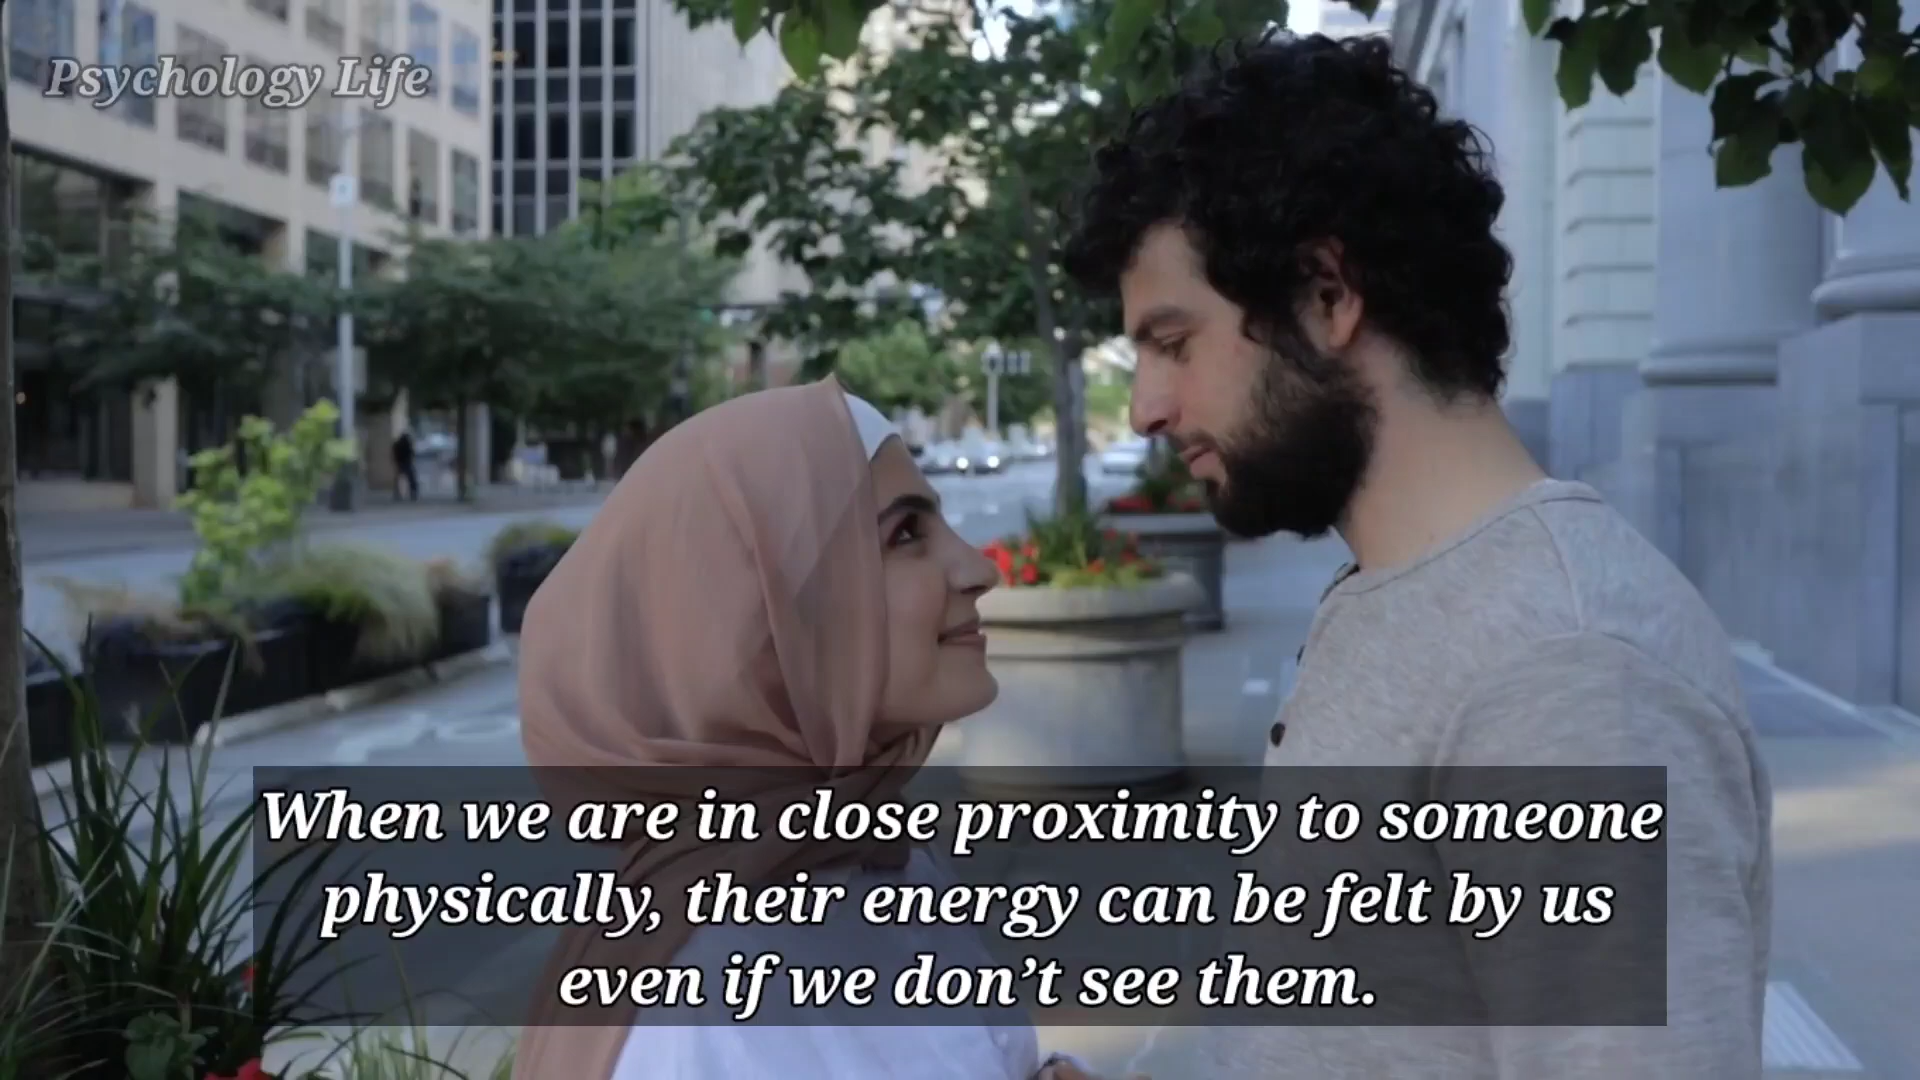 Psychology Life
When we are in close proximity to someone
physically, their energy can be felt by us
even if we don’t see them.